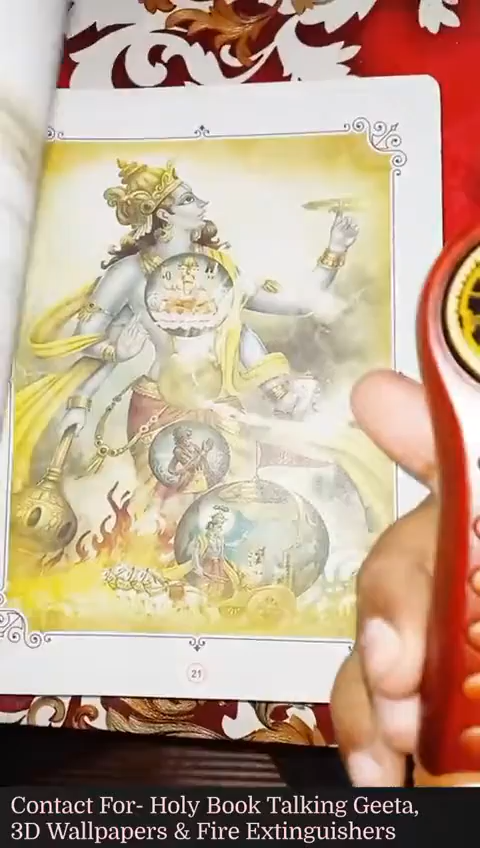 21
Contact For- Holy Book Talking Geeta,
3D Wallpapers & Fire Extinguishers